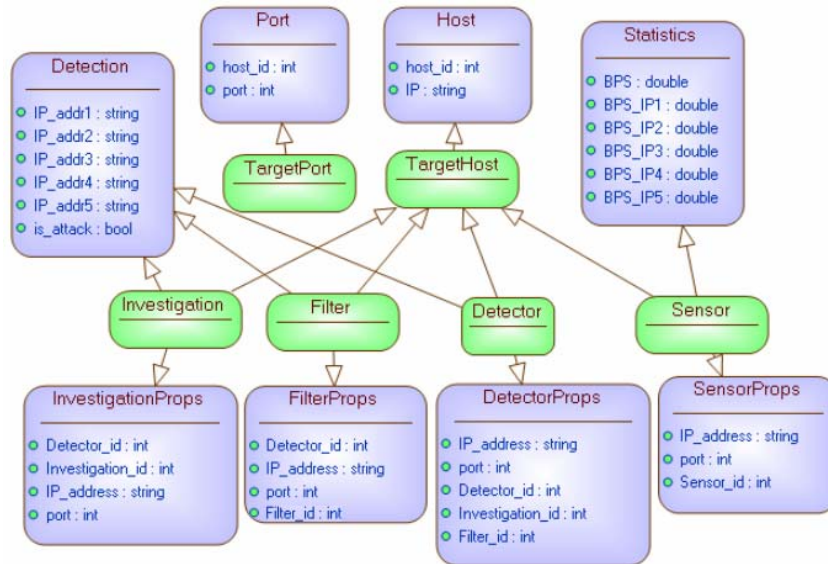 Port
host_id : int
port : int
Host
host_id : int
IP : string
Statistics
BPS : double
BPS_IP1 : double
BPS_IP2 : double
BPS_IP3 : double
BPS_IP4 : double
BPS_IP5 : double
Detection
IP_addr1 : string
IP_addr2 : string
IP_addr3 : string
IP_addr4 : string
IP_addr5 : string
is_attack : bool
TargetPort
TargetHost
Investigation
Filter
Detector
Sensor
InvestigationProps
Detector_id : int
Investigation_id : int
IP_address : string
port : int
FilterProps
Detector_id : int
IP_address : string
port : int
Filter_id : int
DetectorProps
IP_address : string
port : int
Detector_id : int
Investigation_id : int
Filter_id : int
SensorProps
IP_address : string
port : int
Sensor_id : int